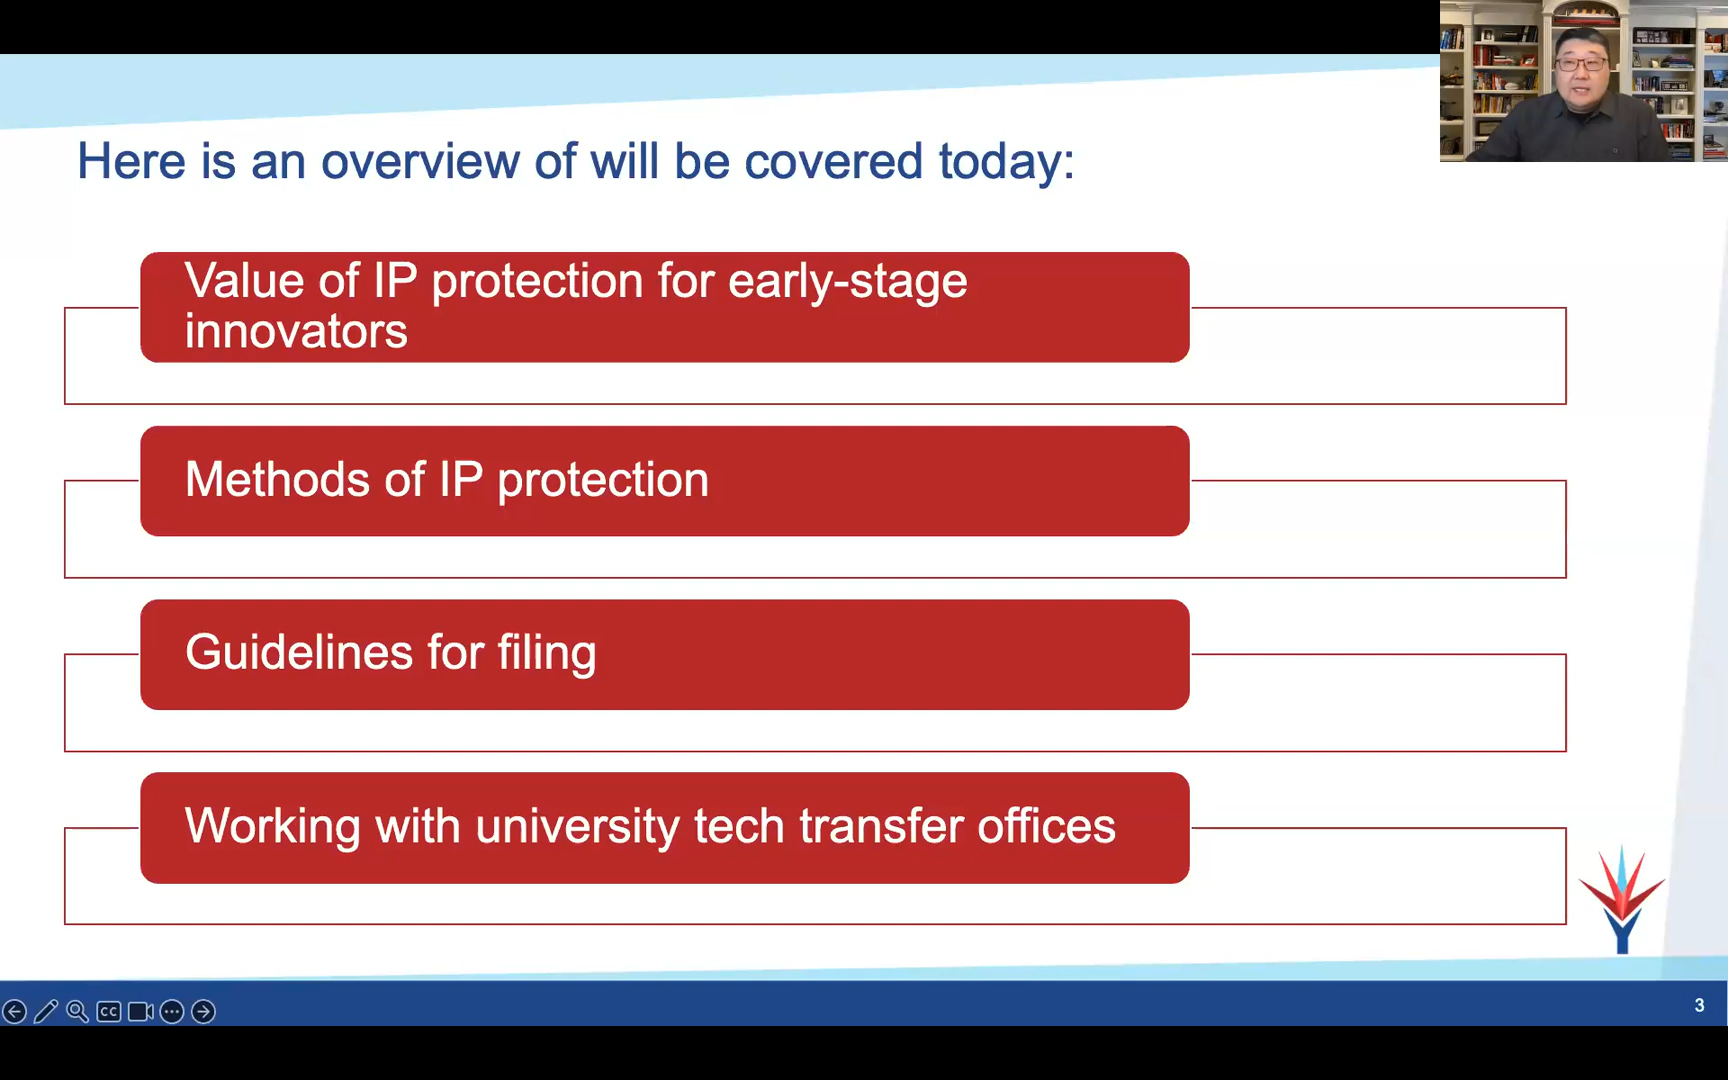 Here is an overview of will be covered today:
Value of IP protection for early-stage
innovators
Methods of IP protection
Guidelines for filing
Working with university tech transfer offices
CC
3